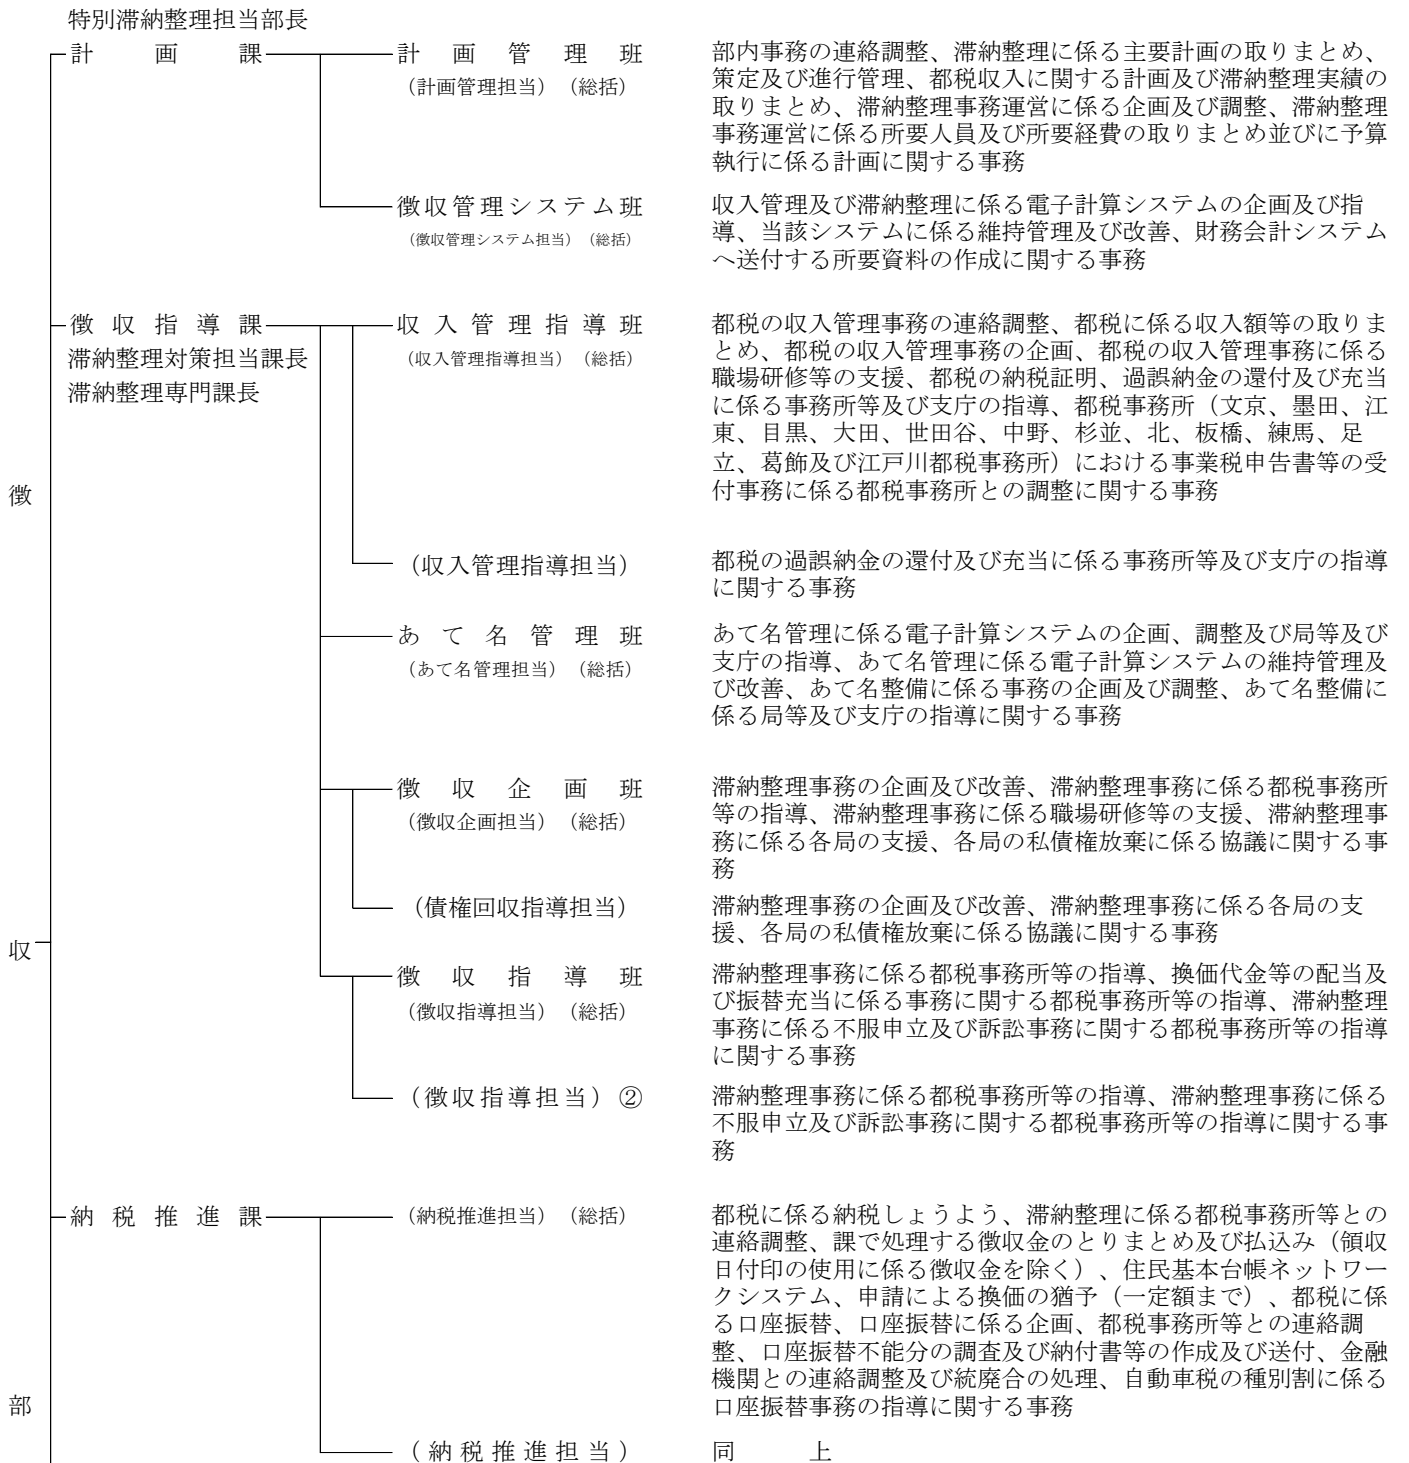 特別滞納整理担当部長
計画課
計画管理班
（計画管理担当）（総括）
部内事務の連絡調整、滞納整理に係る主要計画の取りまとめ、
策定及び進行管理、都税収入に関する計画及び滞納整理実績の
取りまとめ、滞納整理事務運営に係る企画及び調整、滞納整理
事務運営に係る所要人員及び所要経費の取りまとめ並びに予算
執行に係る計画に関する事務
徴収管理システム班
（徴収管理システム担当）（総括）
収入管理及び滞納整理に係る電子計算システムの企画及び指
導、当該システムに係る維持管理及び改善、財務会計システム
へ送付する所要資料の作成に関する事務
徴収指導課
滞納整理対策担当課長
滞納整理専門課長
収入管理指導班
（収入管理指導担当）（総括）
都税の収入管理事務の連絡調整、都税に係る収入額等の取りま
とめ、都税の収入管理事務の企画、都税の収入管理事務に係る
職場研修等の支援、都税の納税証明、過誤納金の還付及び充当
に係る事務所等及び支庁の指導、都税事務所（文京、墨田、江
東、目黒、大田、世田谷、中野、杉並、北、板橋、練馬、足
立、葛飾及び江戸川都税事務所）における事業税申告書等の受
付事務に係る都税事務所との調整に関する事務
（収入管理指導担当）
都税の過誤納金の還付及び充当に係る事務所等及び支庁の指導
に関する事務
あて名管理班
（あて名管理担当）（総括）
あて名管理に係る電子計算システムの企画、調整及び局等及び
支庁の指導、あて名管理に係る電子計算システムの維持管理及
び改善、あて名整備に係る事務の企画及び調整、あて名整備に
係る局等及び支庁の指導に関する事務
徴収企画班
（徴収企画担当）（総括）
滞納整理事務の企画及び改善、滞納整理事務に係る都税事務所
等の指導、滞納整理事務に係る職場研修等の支援、滞納整理事
務に係る各局の支援、各局の私債権放棄に係る協議に関する事
務
（債権回収指導担当）
滞納整理事務の企画及び改善、滞納整理事務に係る各局の支
援、各局の私債権放棄に係る協議に関する事務
徴収指導班
（徴収指導担当）（総括）
滞納整理事務に係る都税事務所等の指導、換価代金等の配当及
び振替充当に係る事務に関する都税事務所等の指導、滞納整理
事務に係る不服申立及び訴訟事務に関する都税事務所等の指導
に関する事務
（徴収指導担当）②
滞納整理事務に係る都税事務所等の指導、滞納整理事務に係る
不服申立及び訴訟事務に関する都税事務所等の指導に関する事
務
納税推進課
（納税推進担当）（総括）
都税に係る納税しょうよう、滞納整理に係る都税事務所等との
連絡調整、課で処理する徴収金のとりまとめ及び払込み（領収
日付印の使用に係る徴収金を除く）、住民基本台帳ネットワー
クシステム、申請による換価の猶予（一定額まで）、都税に係
る口座振替、口座振替に係る企画、都税事務所等との連絡調
整、口座振替不能分の調査及び納付書等の作成及び送付、金融
機関との連絡調整及び統廃合の処理、自動車税の種別割に係る
口座振替事務の指導に関する事務
（納税推進担当）
同上
徴
収
部